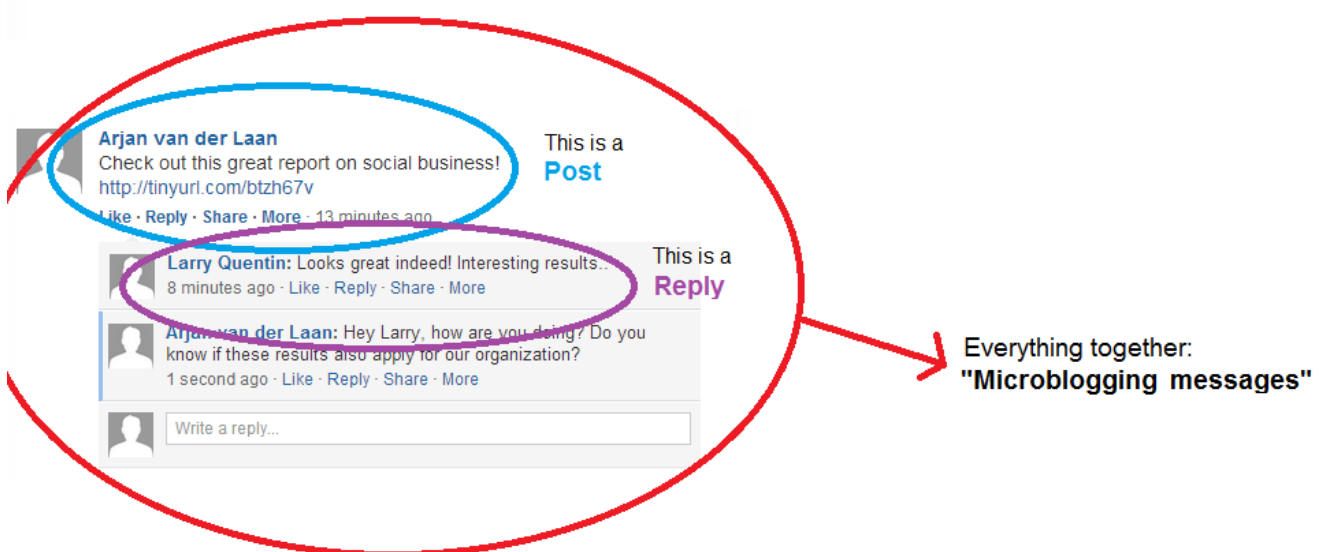 Arjan van der Laan
Check out this great report on social business!
http://tinyurl.com/btzh67v
Like · Reply · Share · More · 13 minutes ago
This is a
Post
Larry Quentin: Looks great indeed! Interesting results..
8 minutes ago · Like · Reply · Share · More
This is a
Reply
Arjan van der Laan: Hey Larry, how are you doing? Do you
know if these results also apply for our organization?
1 second ago · Like · Reply · Share · More
Write a reply...
Everything together:
"Microblogging messages"